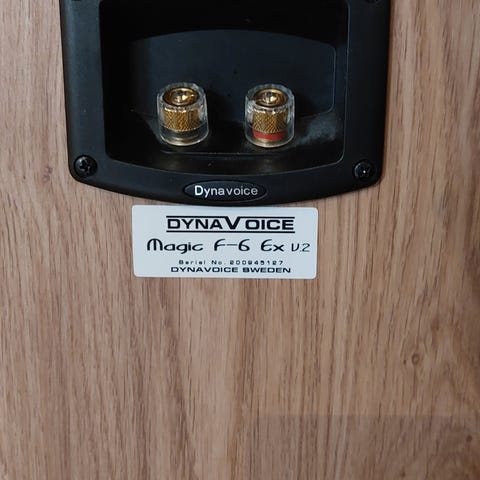 Dynavoice
DYNAVOICE
Magic F-6 Ex V.2
Serial No. 200945127
DYNAVOICE SWEDEN